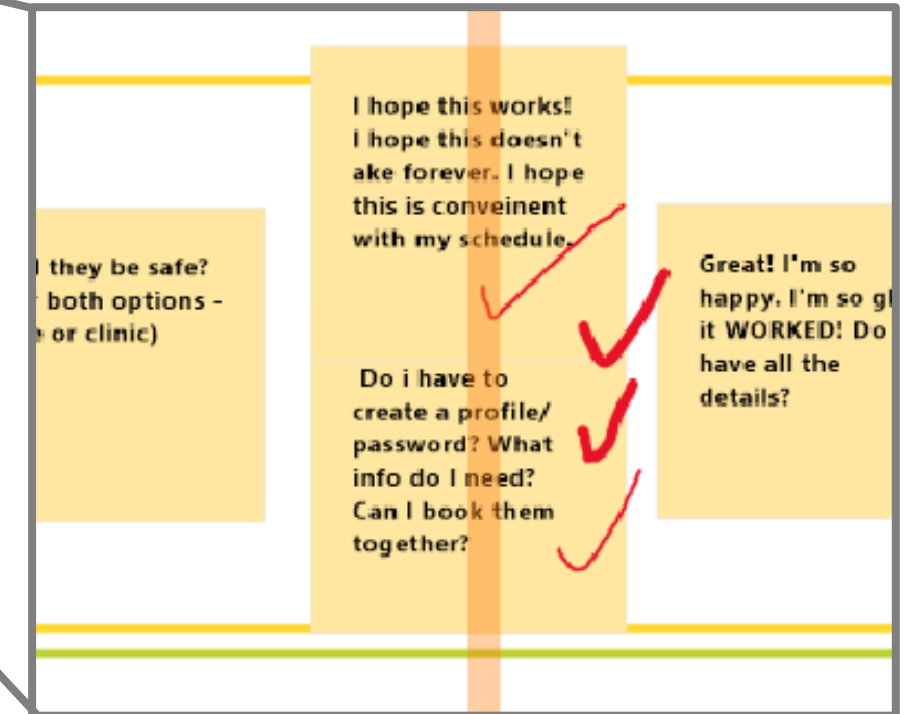 they be safe?
both options -
or clinic)
I hope this works!
I hope this doesn't
ake forever. I hope
this is conveinent
with my schedule.
Do i have to
create a profile/
password? What
info do I need?
Can I book them
together?
Great! I'm so
happy. I'm so gl
it WORKED! Do
have all the
details?